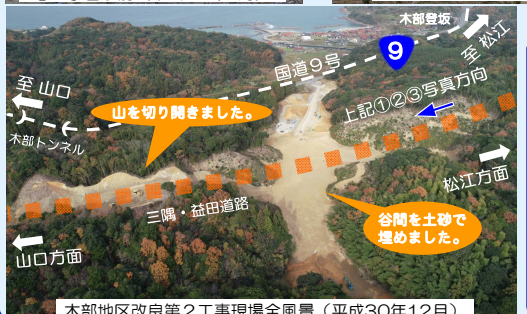 木部登坂
至 松江
9
国道９号
至 山口
上記①②③写真方向
山を切り開きました。
木部トンネル
松江方面
三隅・益田道路
谷間を土砂で
埋めました。
山口方面
木部地区改良第２工事現場全風景（平成30年12月）